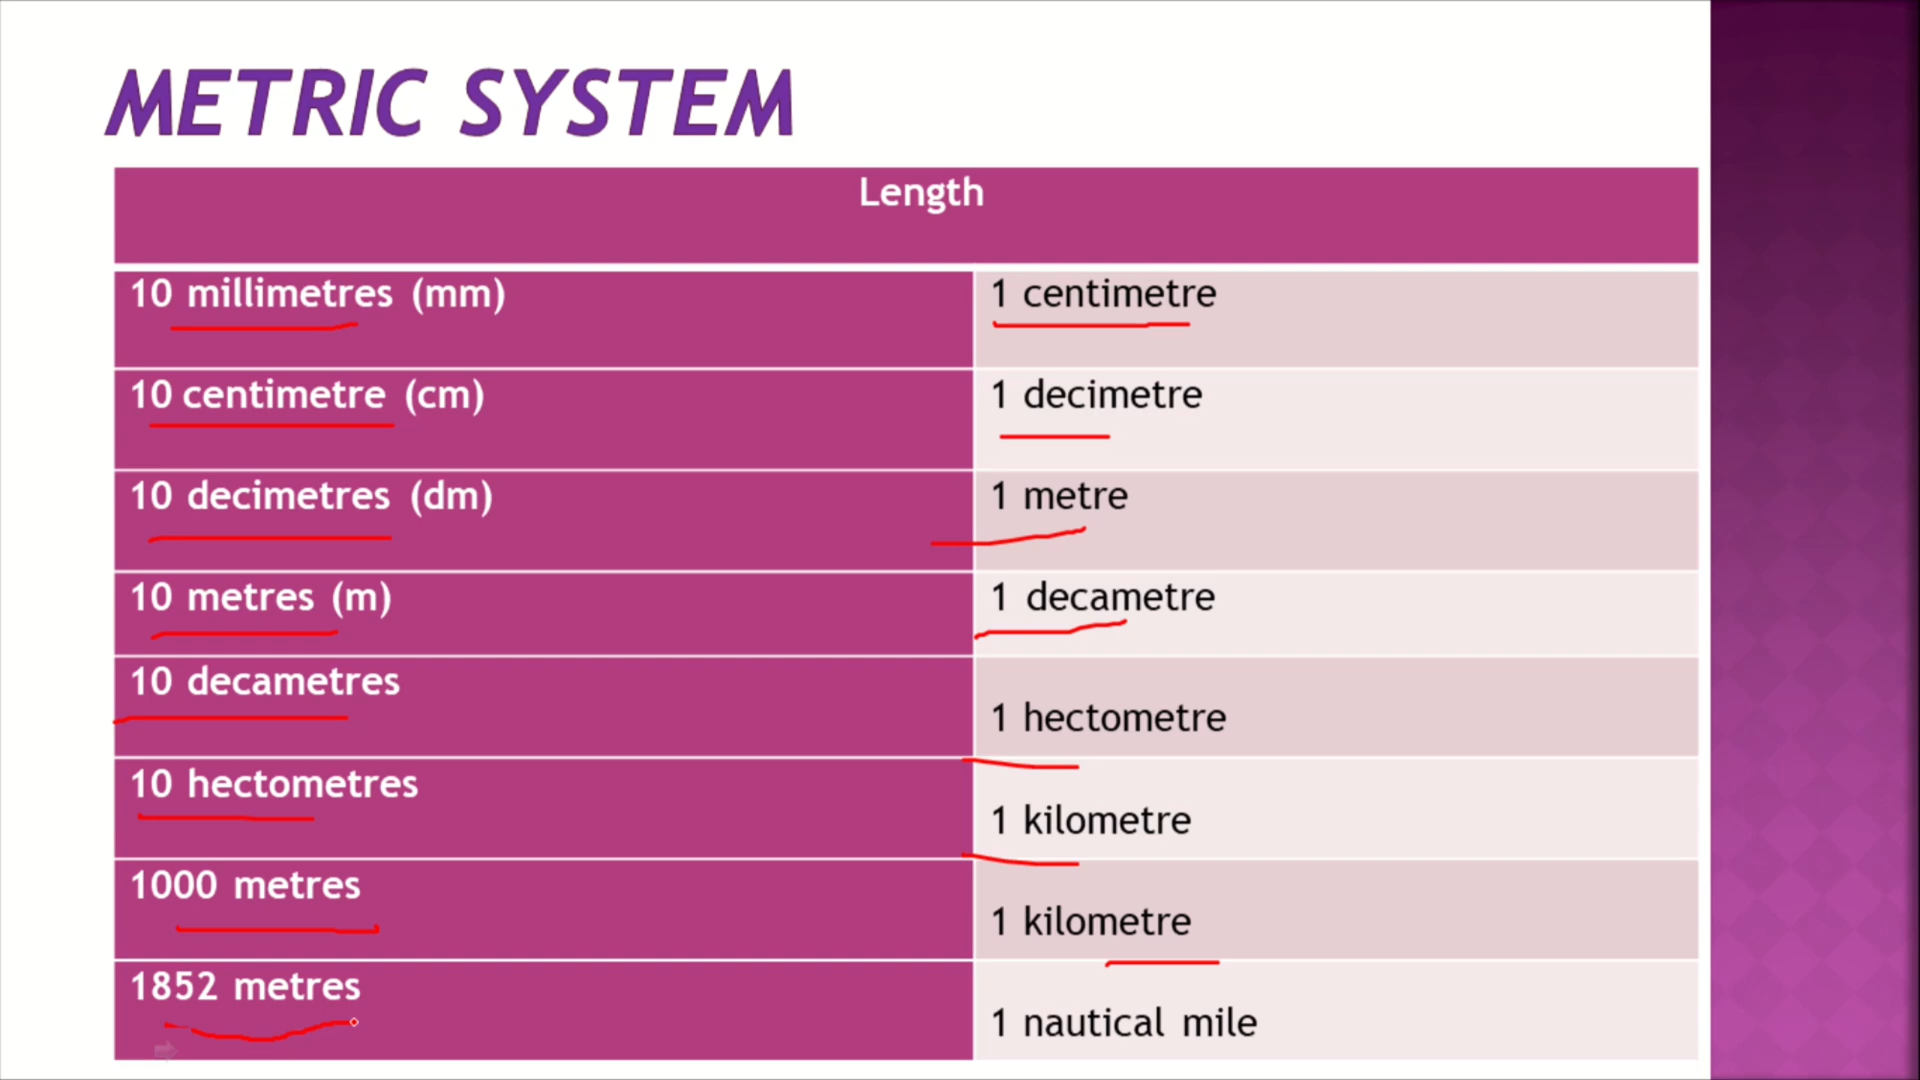 METRIC SYSTEM
Length
10 millimetres (mm)
1 centimetre
10 centimetre (cm)
1 decimetre
10 decimetres (dm)
1 metre
10 metres (m)
1 decametre
10 decametres
1 hectometre
10 hectometres
1 kilometre
1000 metres
1 kilometre
1852 metres
1 nautical mile